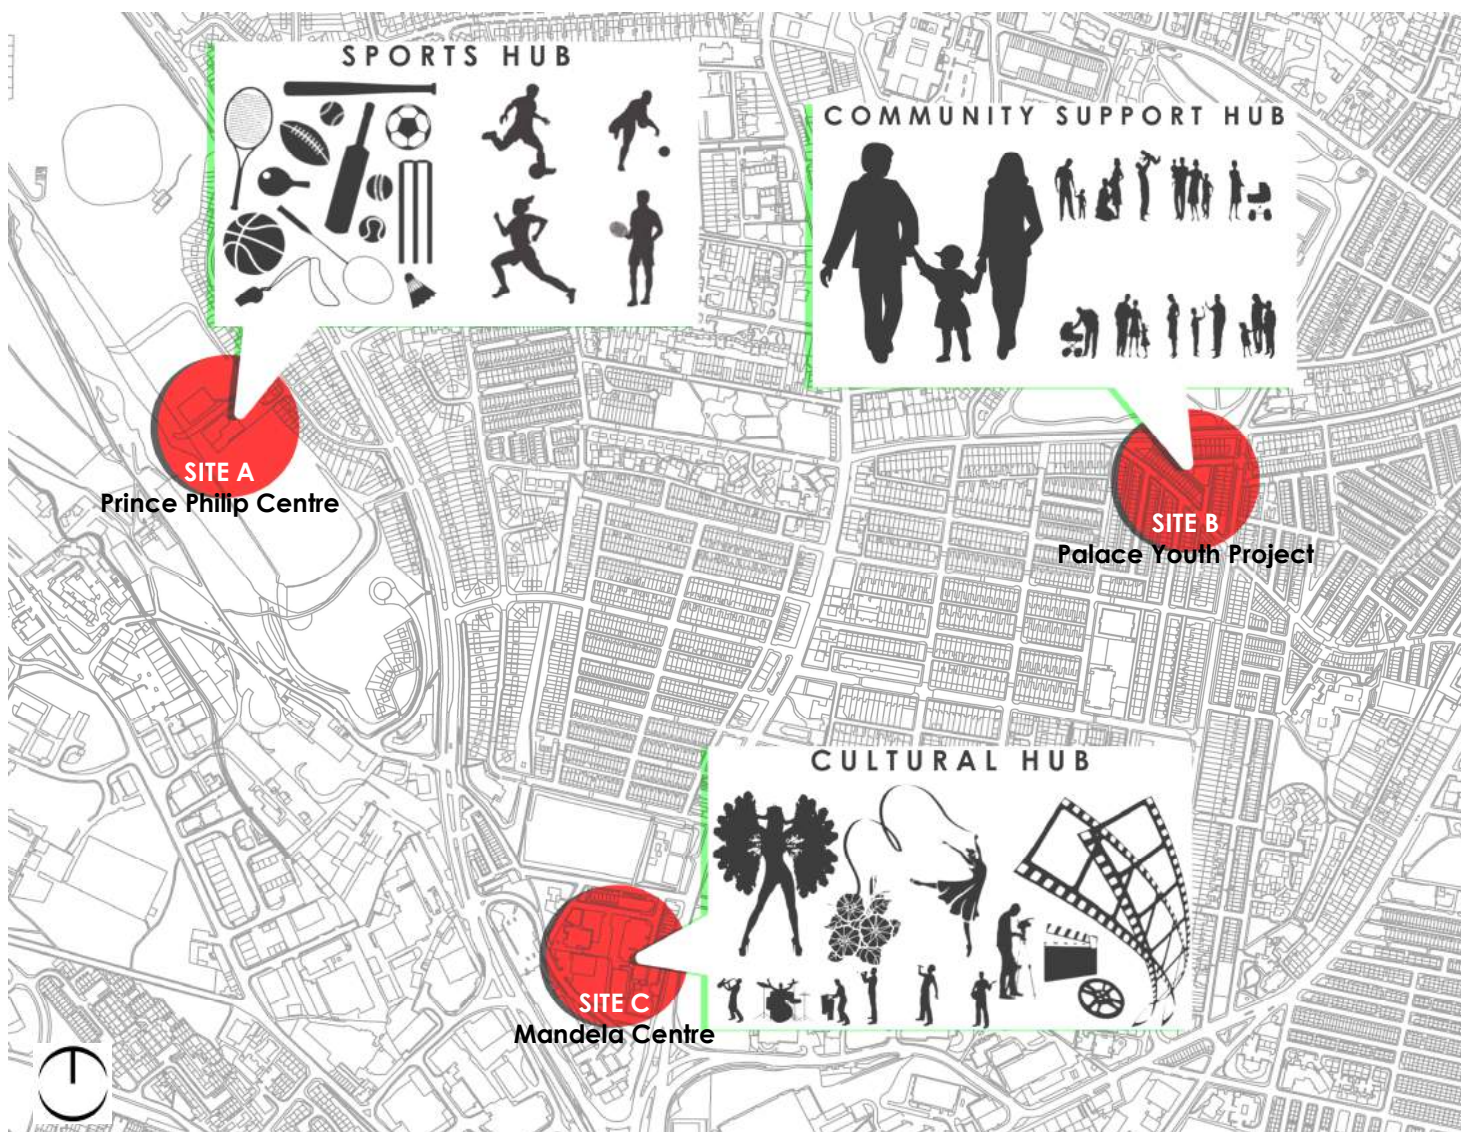 SPORTS HUB
COMMUNITY SUPPORT HUB
SITE A
Prince Philip Centre
SITE B
Palace Youth Project
CULTURAL HUB
SITE C
Mandela Centre